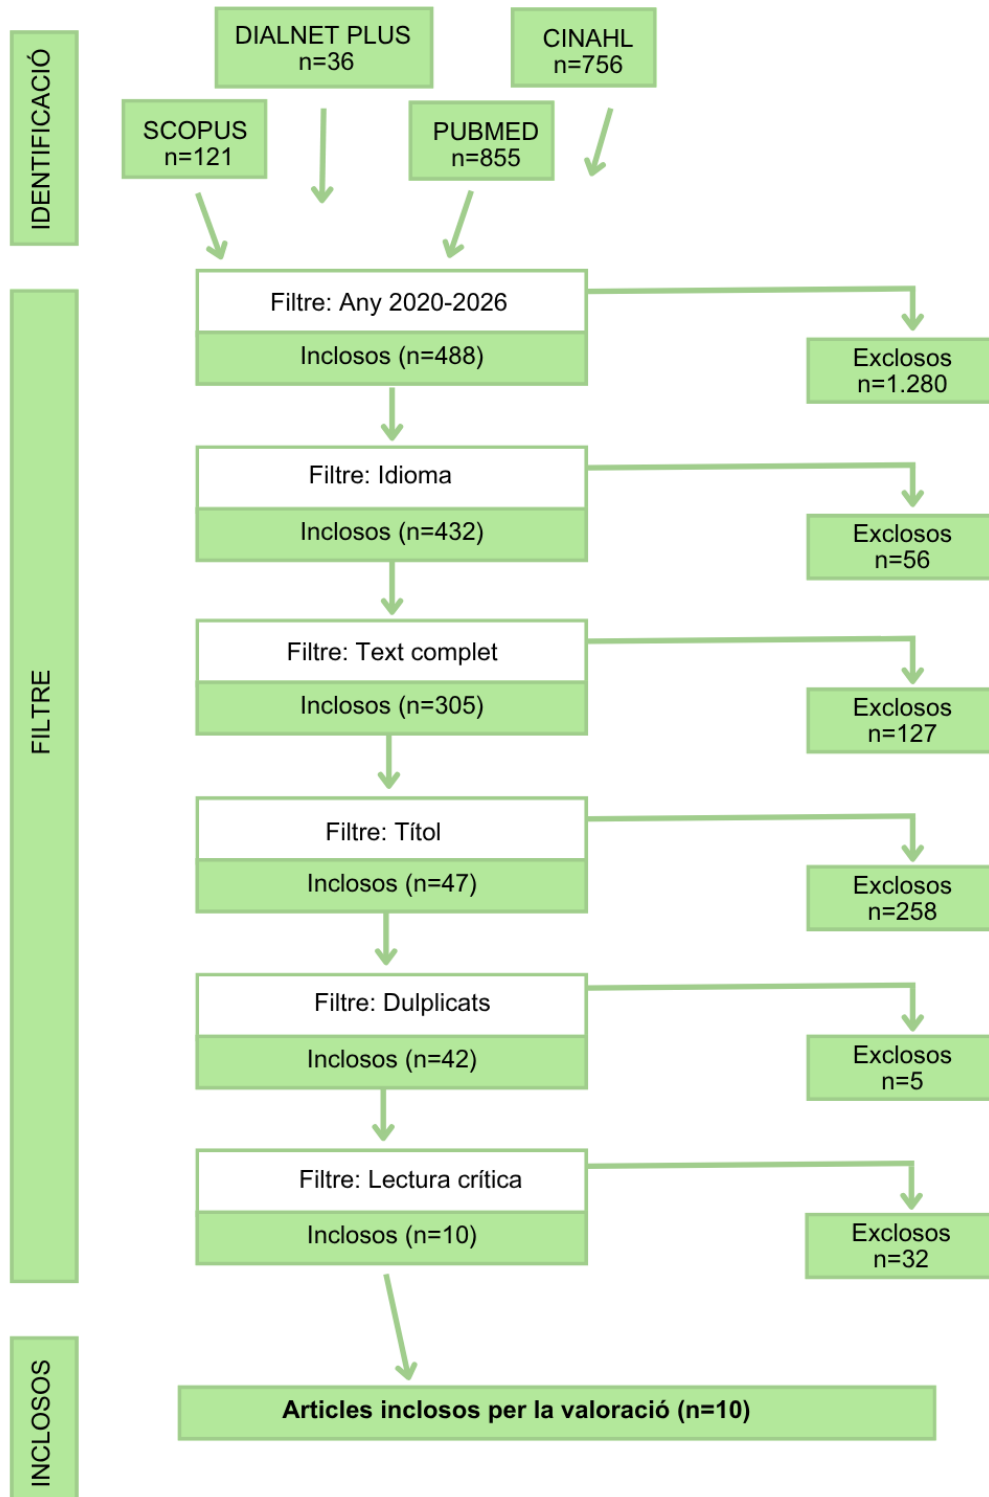 IDENTIFICACIÓ
DIALNET PLUS
n=36
CINAHL
n=756
SCOPUS
n=121
PUBMED
n=855
FILTRE
Filtre: Any 2020-2026
Inclosos (n=488)
Exclosos
n=1.280
Filtre: Idioma
Inclosos (n=432)
Exclosos
n=56
Filtre: Text complet
Inclosos (n=305)
Exclosos
n=127
Filtre: Títol
Inclosos (n=47)
Exclosos
n=258
Filtre: Dulplicats
Inclosos (n=42)
Exclosos
n=5
Filtre: Lectura crítica
Inclosos (n=10)
Exclosos
n=32
INCLOSOS
Articles inclosos per la valoració (n=10)